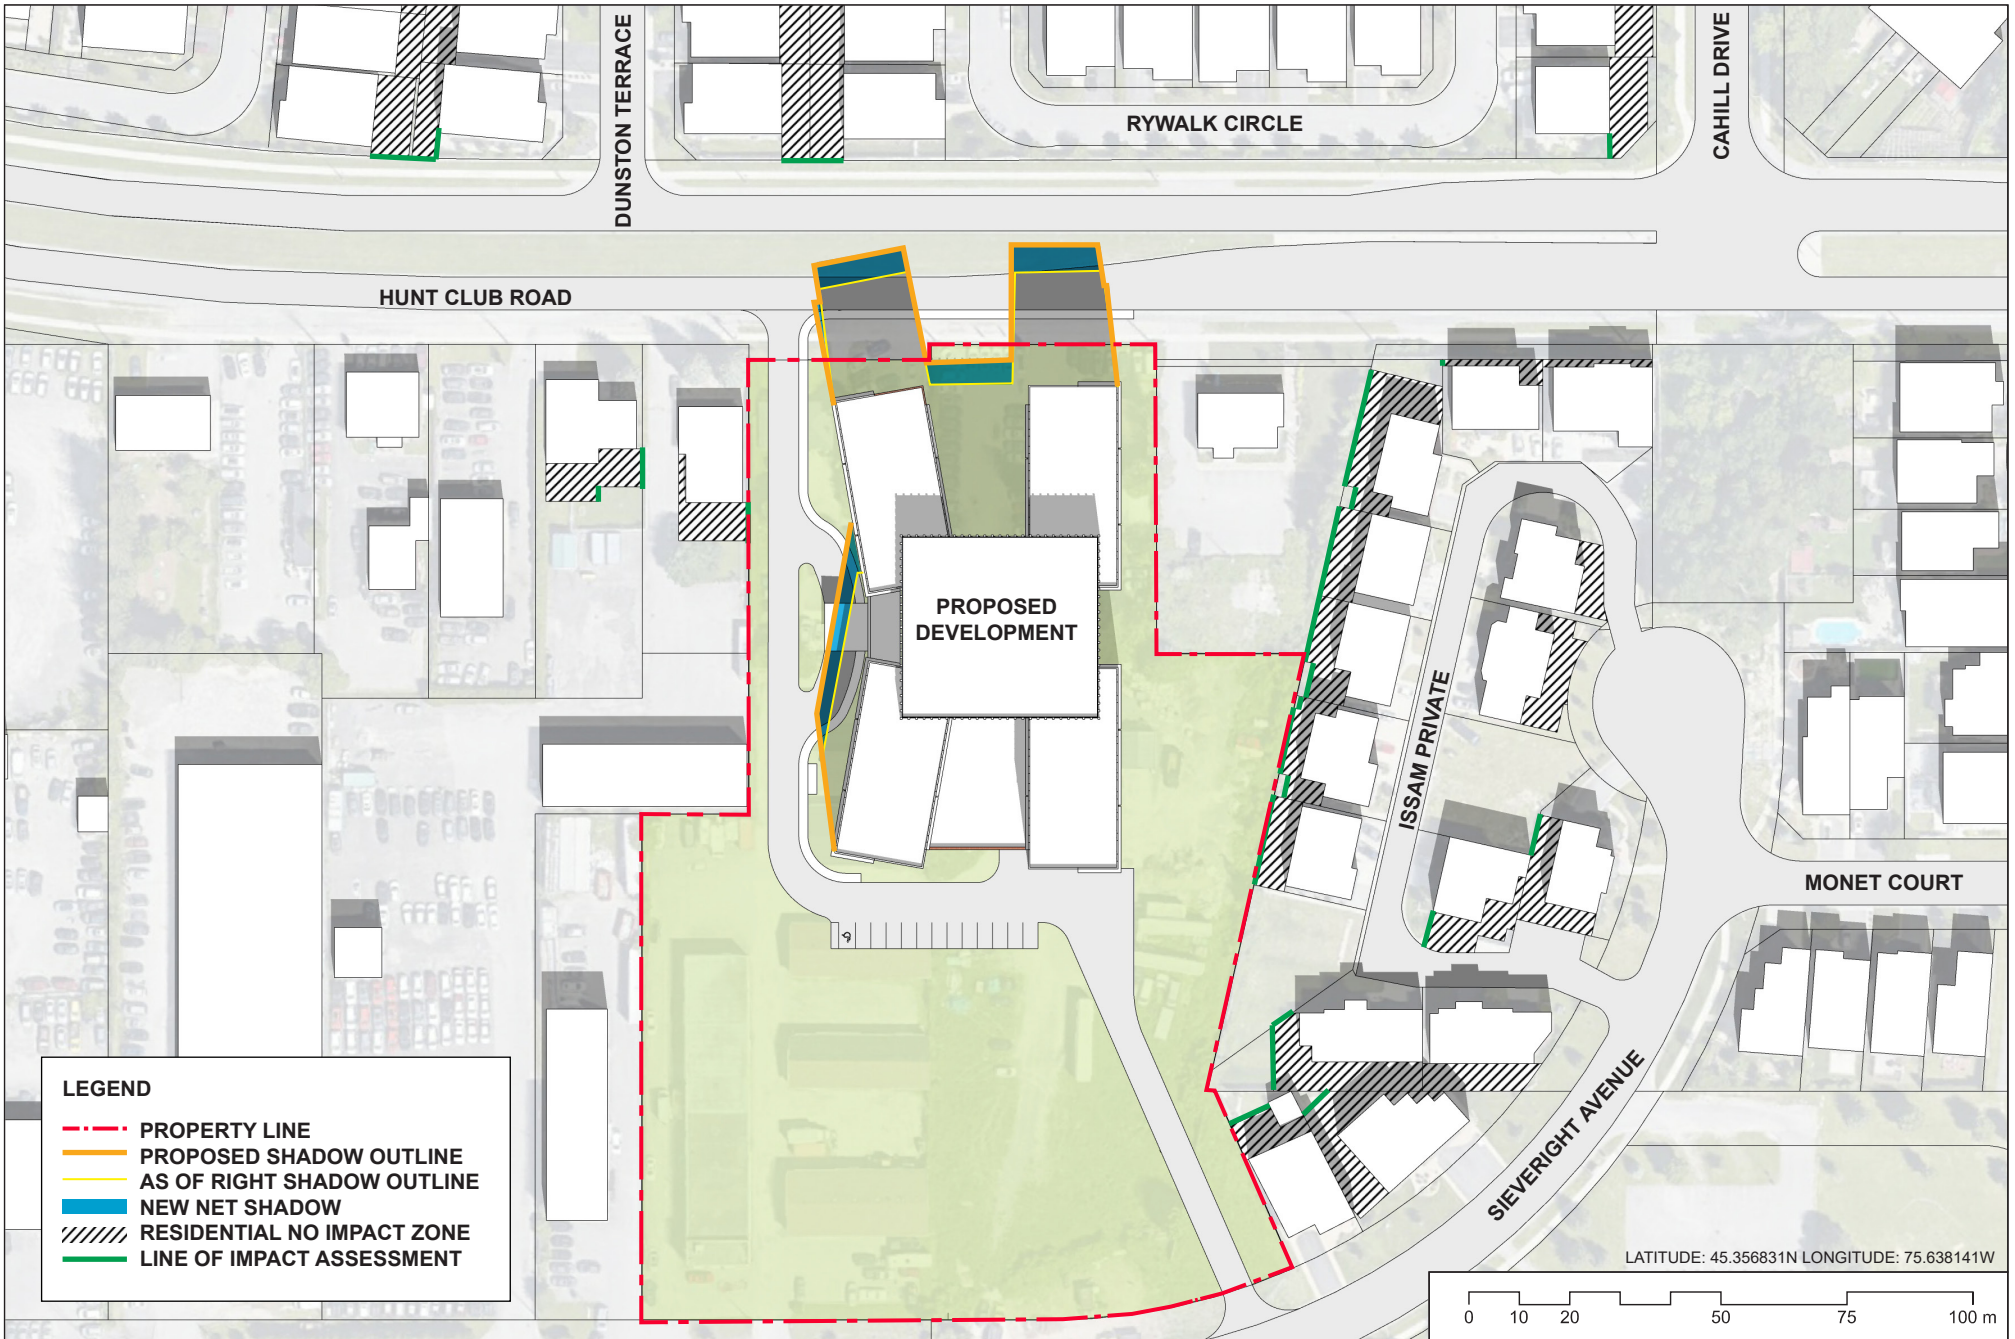 DUNSTON TERRACE
CAHILL DRIVE
RYWALK CIRCLE
HUNT CLUB ROAD
PROPOSED
DEVELOPMENT
ISSAM PRIVATE
MONET COURT
SIEVERIGHT AVENUE
LEGEND
PROPERTY LINE
PROPOSED SHADOW OUTLINE
AS OF RIGHT SHADOW OUTLINE
NEW NET SHADOW
RESIDENTIAL NO IMPACT ZONE
LINE OF IMPACT ASSESSMENT
LATITUDE: 45.356831N LONGITUDE: 75.638141W
0 10 20 50 75 100 m